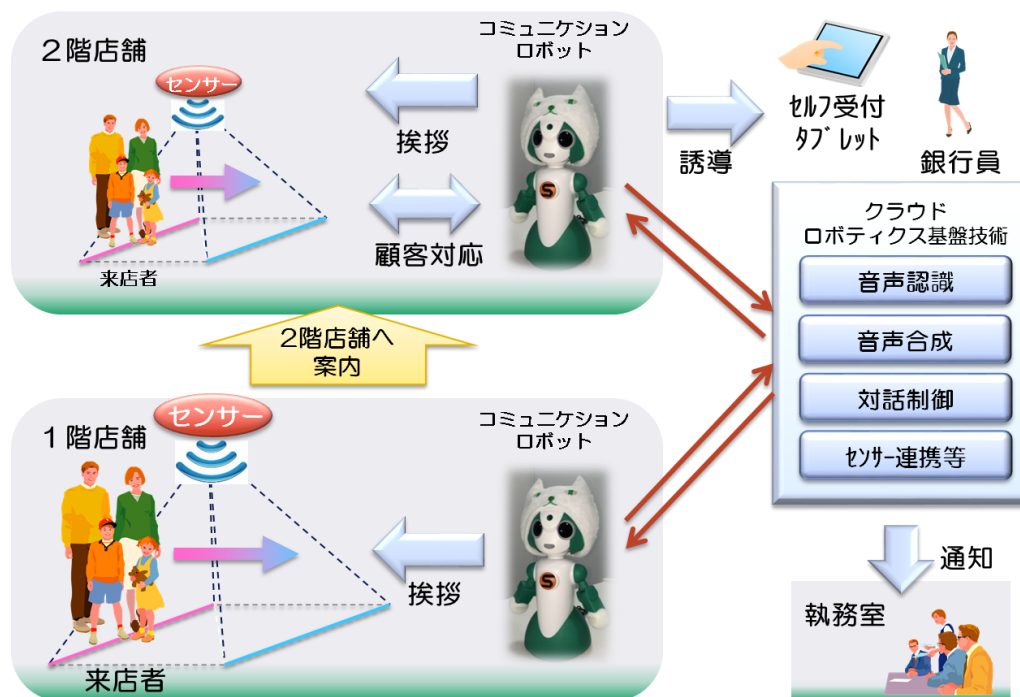 2階店舗
センサー
来店者
コミュニケーション
ロボット
挨拶
顧客対応
S
誘導
ｾﾙﾌ受付
ﾀﾌﾞﾚｯﾄ
銀行員
2階店舗へ
案内
1階店舗
センサー
来店者
コミュニケーション
ロボット
挨拶
S
クラウド
ロボティクス基盤技術
音声認識
音声合成
対話制御
ｾﾝｻｰ連携等
通知
執務室